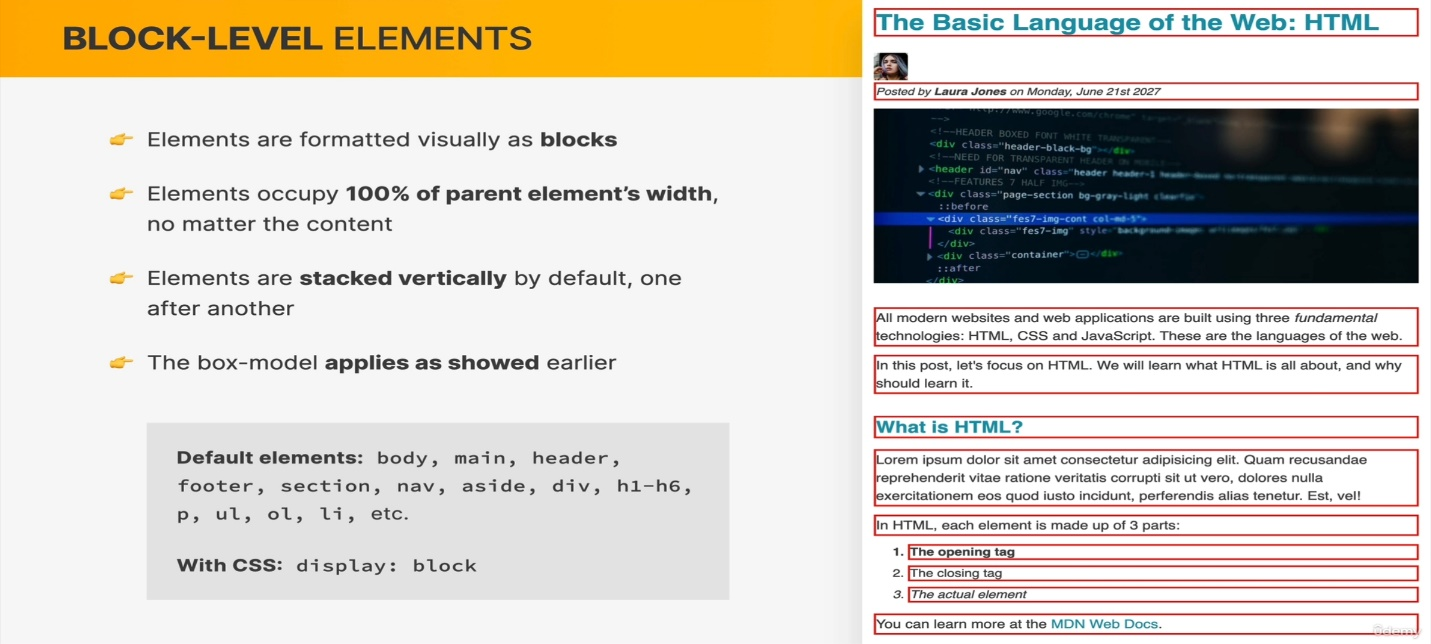 BLOCK-LEVEL ELEMENTS
👉 Elements are formatted visually as blocks
👉 Elements occupy 100% of parent element's width,
no matter the content
👉 Elements are stacked vertically by default, one
after another
👉 The box-model applies as showed earlier
Default elements: body, main, header,
footer, section, nav, aside, div, h1-h6,
p, ul, ol, li, etc.
With CSS: display: block
The Basic Language of the Web: HTML
Posted by Laura Jones on Monday, June 21st 2027
-->
<!--HEADER BOXED FONT WHITE TRANSPARENT-->
<div class="header-black-bg"></div>
<!--NEED FOR TRANSPARENT HEADER ON MOBILE-->
<header id="nav" class="header header-1 header-boxed
<!--FEATURES 7 HALF IMG-->
<div class="page-section bg-gray-light clearfix">
::before
<div class="fes7-img-cont col-md-5">
<div class="fes7-img" style="background-image:
</div>
<div class="container"></div>
::after
</div>
All modern websites and web applications are built using three fundamental
technologies: HTML, CSS and JavaScript. These are the languages of the web.
In this post, let's focus on HTML. We will learn what HTML is all about, and why
should learn it.
What is HTML?
Lorem ipsum dolor sit amet consectetur adipisicing elit. Quam recusandae
reprehenderit vitae ratione veritatis corrupti sit ut vero, dolores nulla
exercitationem eos quod iusto incidunt, perferendis alias tenetur. Est, vel!
In HTML, each element is made up of 3 parts:
1. The opening tag
2. The closing tag
3. The actual element
You can learn more at the MDN Web Docs.
ûdemy